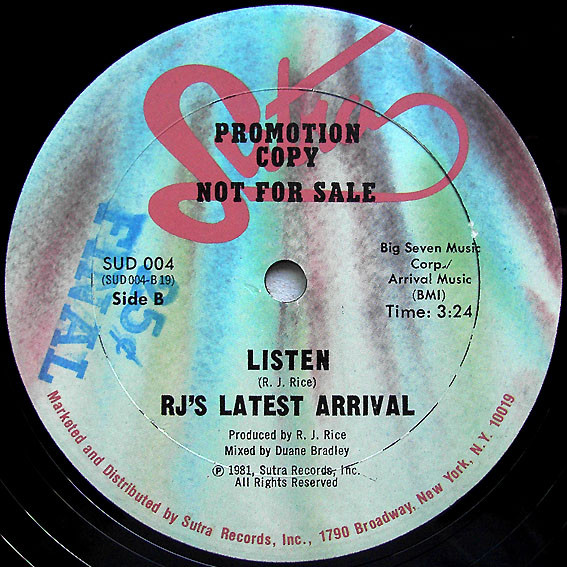 Sutra
PROMOTION
COPY
NOT FOR SALE
SUD 004
(SUD 004-B 19)
Side B
25¢
FINAL
Big Seven Music
Corp./
Arrival Music
(BMI)
Time: 3:24
LISTEN
(R. J. Rice)
RJ'S LATEST ARRIVAL
Produced by R. J. Rice
Mixed by Duane Bradley
℗ 1981, Sutra Records, Inc.
All Rights Reserved
Marketed and Distributed by Sutra Records, Inc., 1790 Broadway, New York, N.Y. 10019